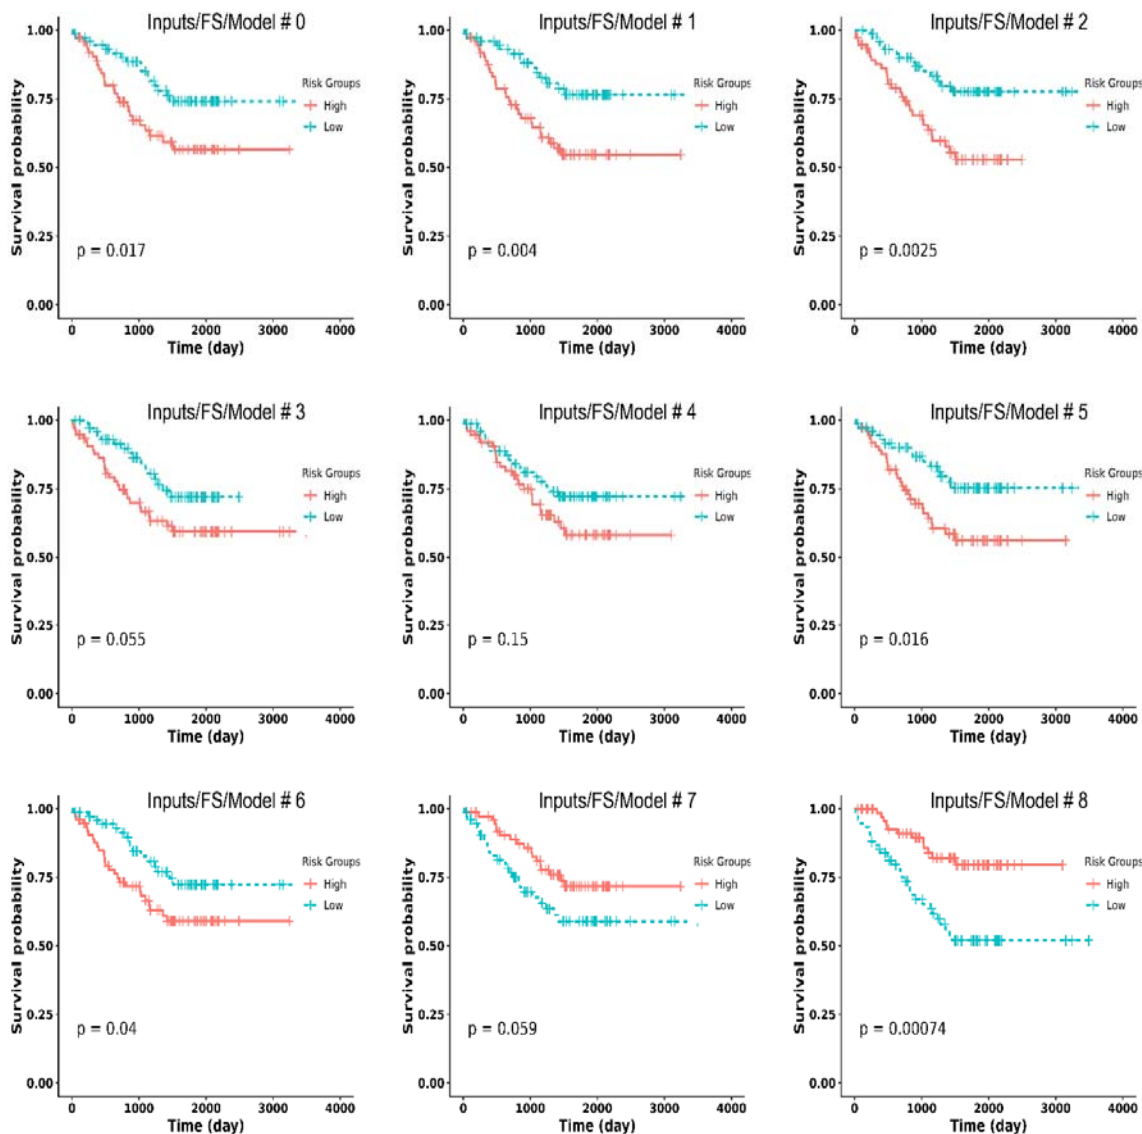 Inputs/FS/Model # 0
1.00
0.75
0.50
0.25
0.00
Survival probability
Risk Groups
High
Low
p = 0.017
0 1000 2000 3000 4000
Time (day)
Inputs/FS/Model # 1
1.00
0.75
0.50
0.25
0.00
Survival probability
Risk Groups
High
Low
p = 0.004
0 1000 2000 3000 4000
Time (day)
Inputs/FS/Model # 2
1.00
0.75
0.50
0.25
0.00
Survival probability
Risk Groups
High
Low
p = 0.0025
0 1000 2000 3000 4000
Time (day)
Inputs/FS/Model # 3
1.00
0.75
0.50
0.25
0.00
Survival probability
Risk Groups
High
Low
p = 0.055
0 1000 2000 3000 4000
Time (day)
Inputs/FS/Model # 4
1.00
0.75
0.50
0.25
0.00
Survival probability
Risk Groups
High
Low
p = 0.15
0 1000 2000 3000 4000
Time (day)
Inputs/FS/Model # 5
1.00
0.75
0.50
0.25
0.00
Survival probability
Risk Groups
High
Low
p = 0.016
0 1000 2000 3000 4000
Time (day)
Inputs/FS/Model # 6
1.00
0.75
0.50
0.25
0.00
Survival probability
Risk Groups
High
Low
p = 0.04
0 1000 2000 3000 4000
Time (day)
Inputs/FS/Model # 7
1.00
0.75
0.50
0.25
0.00
Survival probability
Risk Groups
High
Low
p = 0.059
0 1000 2000 3000 4000
Time (day)
Inputs/FS/Model # 8
1.00
0.75
0.50
0.25
0.00
Survival probability
Risk Groups
High
Low
p = 0.00074
0 1000 2000 3000 4000
Time (day)